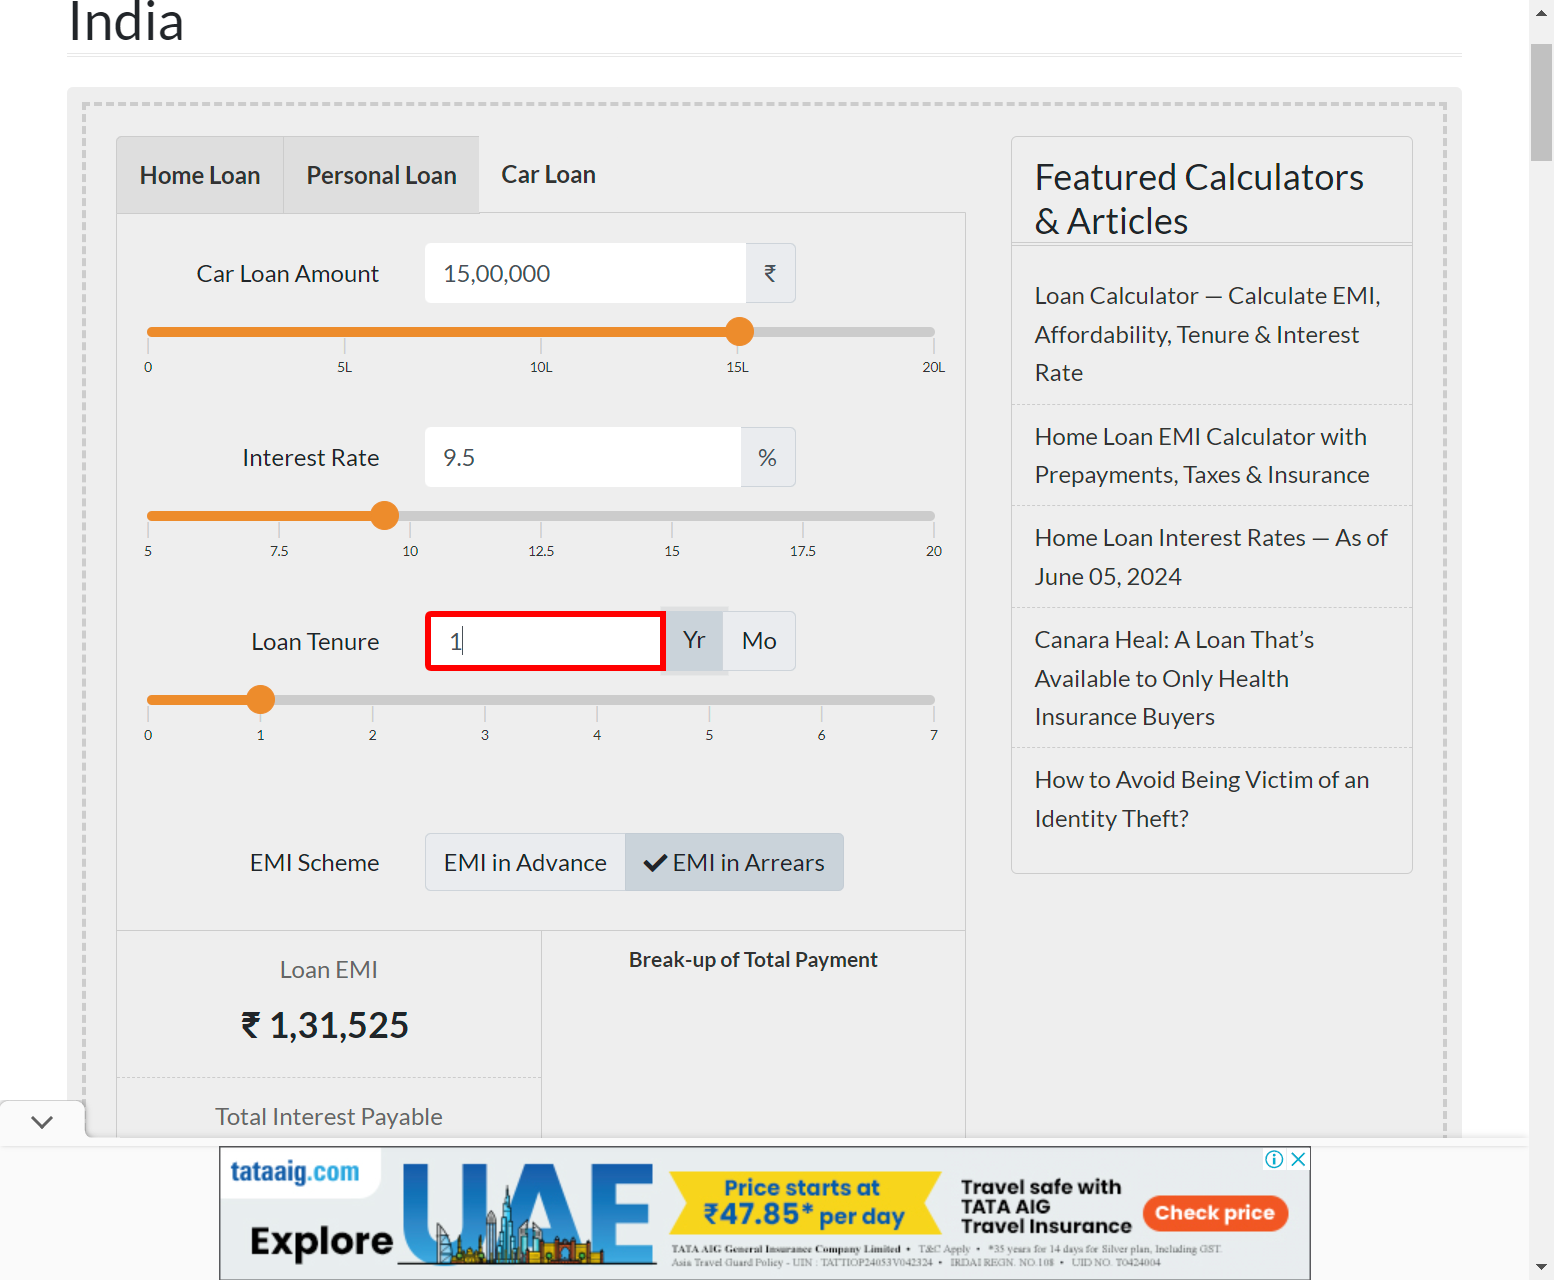 India
Home Loan
Personal Loan
Car Loan
Car Loan Amount
15,00,000
₹
0
5L
10L
15L
20L
Interest Rate
9.5
%
5
7.5
10
12.5
15
17.5
20
Loan Tenure
1
Yr
Mo
0
1
2
3
4
5
6
7
EMI Scheme
EMI in Advance
EMI in Arrears
Loan EMI
₹ 1,31,525
Total Interest Payable
Break-up of Total Payment
Featured Calculators
& Articles
Loan Calculator — Calculate EMI,
Affordability, Tenure & Interest
Rate
Home Loan EMI Calculator with
Prepayments, Taxes & Insurance
Home Loan Interest Rates — As of
June 05, 2024
Canara Heal: A Loan That’s
Available to Only Health
Insurance Buyers
How to Avoid Being Victim of an
Identity Theft?
tataaig.com
Explore
UAE
Price starts at
₹47.85* per day
Travel safe with
TATA AIG
Travel Insurance
Check price
TATA AIG General Insurance Company Limited • T&C Apply • *35 years for 14 days for Silver plan, Including GST.
Asia Travel Guard Policy - UIN : TATTIOP24053V042324 • IRDAI REGN. NO.108 • UID NO. T0424004